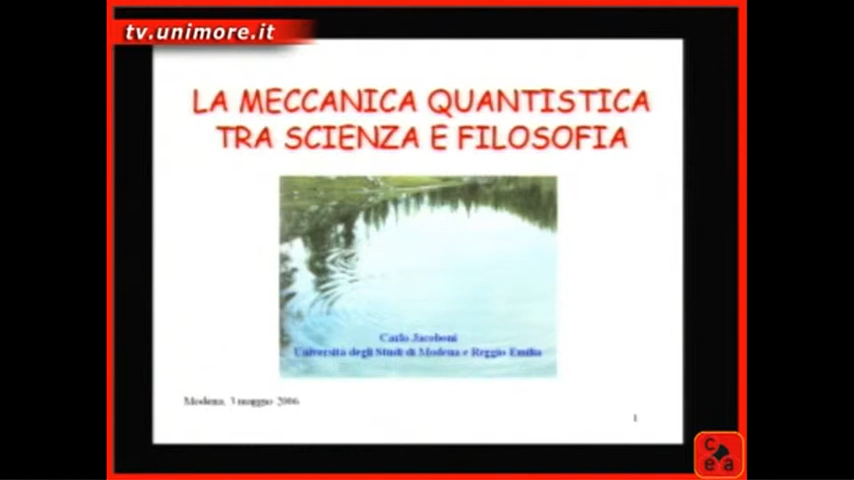 tv.unimore.it
LA MECCANICA QUANTISTICA
TRA SCIENZA E FILOSOFIA
Carlo Jacoboni
Università degli Studi di Modena e Reggio Emilia
Modena, 3 maggio 2006
1
c
e a